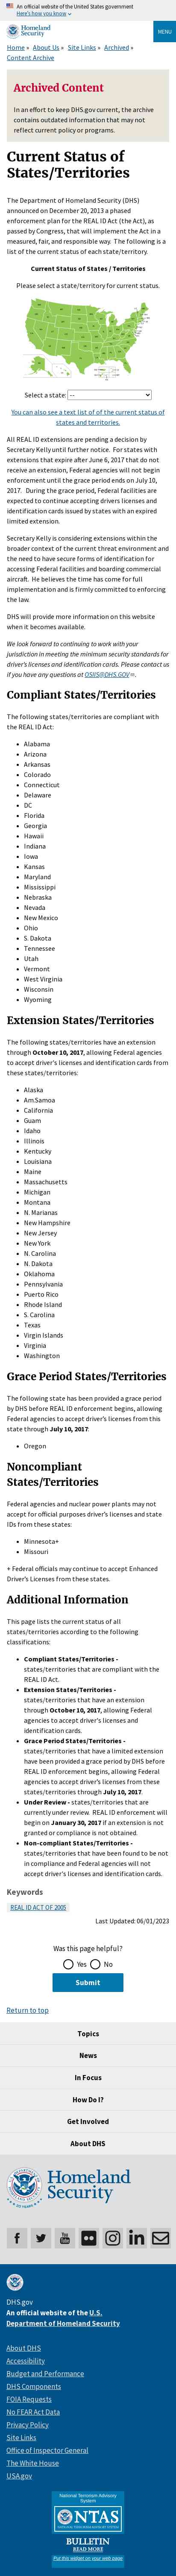 An official website of the United States government
Here's how you know
Homeland
Security
MENU
Home » About Us » Site Links » Archived »
Content Archive
Archived Content
In an effort to keep DHS.gov current, the archive
contains outdated information that may not
reflect current policy or programs.
Current Status of
States/Territories
The Department of Homeland Security (DHS)
announced on December 20, 2013 a phased
enforcement plan for the REAL ID Act (the Act), as
passed by Congress, that will implement the Act in a
measured, fair, and responsible way. The following is a
list of the current status of each state/territory.
Current Status of States / Territories
Please select a state/territory for current status.
Select a state: --
You can also see a text list of of the current status of
states and territories.
All REAL ID extensions are pending a decision by
Secretary Kelly until further notice. For states with
extensions that expire after June 6, 2017 that do not
receive an extension, Federal agencies will not begin
enforcement until the grace period ends on July 10,
2017. During the grace period, Federal facilities are
expected to continue accepting drivers licenses and
identification documents, such as is done with expired
extension.
Secretary Kelly is considering extensions within the
broader context of the current threat environment and
the important role identification security plays in
accessing Federal facilities and boarding commercial
aircraft. Yet, he believes the time has come for full
compliance and implementing a firmly established
law.
DHS will provide more information on this website
when it becomes available.
We look forward to continuing to work with your
jurisdiction in meeting the minimum security standards for
driver's licenses and identification cards. Please contact us
if you have any questions at OSIIS@DHS.GOV.
Compliant States/Territories
The following states/territories are compliant with
the REAL ID Act:
Alabama
Arizona
Arkansas
Colorado
Connecticut
Delaware
DC
Florida
Georgia
Hawaii
Indiana
Iowa
Kansas
Maryland
Mississippi
Nebraska
Nevada
New Mexico
Ohio
S. Dakota
Tennessee
Utah
Vermont
West Virginia
Wisconsin
Wyoming
Extension States/Territories
The following states/territories have an extension
through October 10, 2017, allowing Federal agencies
to accept driver's licenses and identification cards from
these states/territories:
Alaska
Am.Samoa
California
Guam
Idaho
Illinois
Kentucky
Louisiana
Maine
Massachusetts
Michigan
Montana
N. Marianas
New Hampshire
New Jersey
New York
N. Carolina
N. Dakota
Oklahoma
Pennsylvania
Puerto Rico
Rhode Island
S. Carolina
Texas
Virgin Islands
Virginia
Washington
Grace Period States/Territories
The following state has been provided a grace period
by DHS before REAL ID enforcement begins, allowing
Federal agencies to accept driver's licenses from this
state through July 10, 2017:
Oregon
Noncompliant
States/Territories
Federal agencies and nuclear power plants may not
accept for official purposes driver's licenses and state
IDs from these states:
Minnesota+
Missouri
+ Federal officials may continue to accept Enhanced
Driver's Licenses from these states.
Additional Information
This page lists the current status of all
states/territories according to the following
classifications:
Compliant States/Territories -
states/territories that are compliant with the
REAL ID Act.
Extension States/Territories -
states/territories that have an extension
through October 10, 2017, allowing Federal
agencies to accept driver's licenses and
identification cards.
Grace Period States/Territories -
states/territories that have a limited extension
have been provided a grace period by DHS before
REAL ID enforcement begins, allowing Federal
agencies to accept driver's licenses from these
states/territories through July 10, 2017.
Under Review - states/territories that are
currently under review. REAL ID enforcement will
begin on January 30, 2017 if an extension is not
granted or compliance is not obtained.
Non-compliant States/Territories -
states/territories that have been found to be not
in compliant and Federal agencies will not
accept driver's licenses and identification cards.
Keywords
REAL ID ACT OF 2005
Last Updated: 06/01/2023
Was this page helpful?
Yes No
Submit
Return to top
Topics
News
In Focus
How Do I?
Get Involved
About DHS
Homeland
Security
DHS.gov
An official website of the U.S.
Department of Homeland Security
About DHS
Accessibility
Budget and Performance
DHS Components
FOIA Requests
No FEAR Act Data
Privacy Policy
Site Links
Office of Inspector General
The White House
USA.gov
National Terrorism Advisory
System
NTAS
BULLETIN
READ MORE
Put this widget on your web page